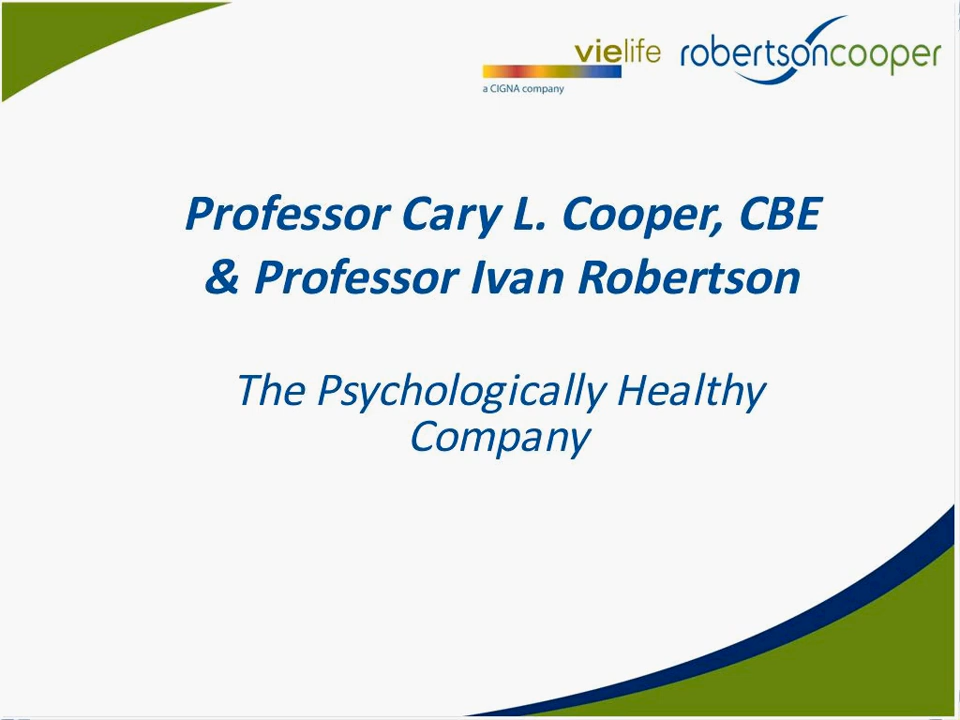 vielife
a CIGNA company
robertsoncooper
Professor Cary L. Cooper, CBE
& Professor Ivan Robertson
The Psychologically Healthy
Company